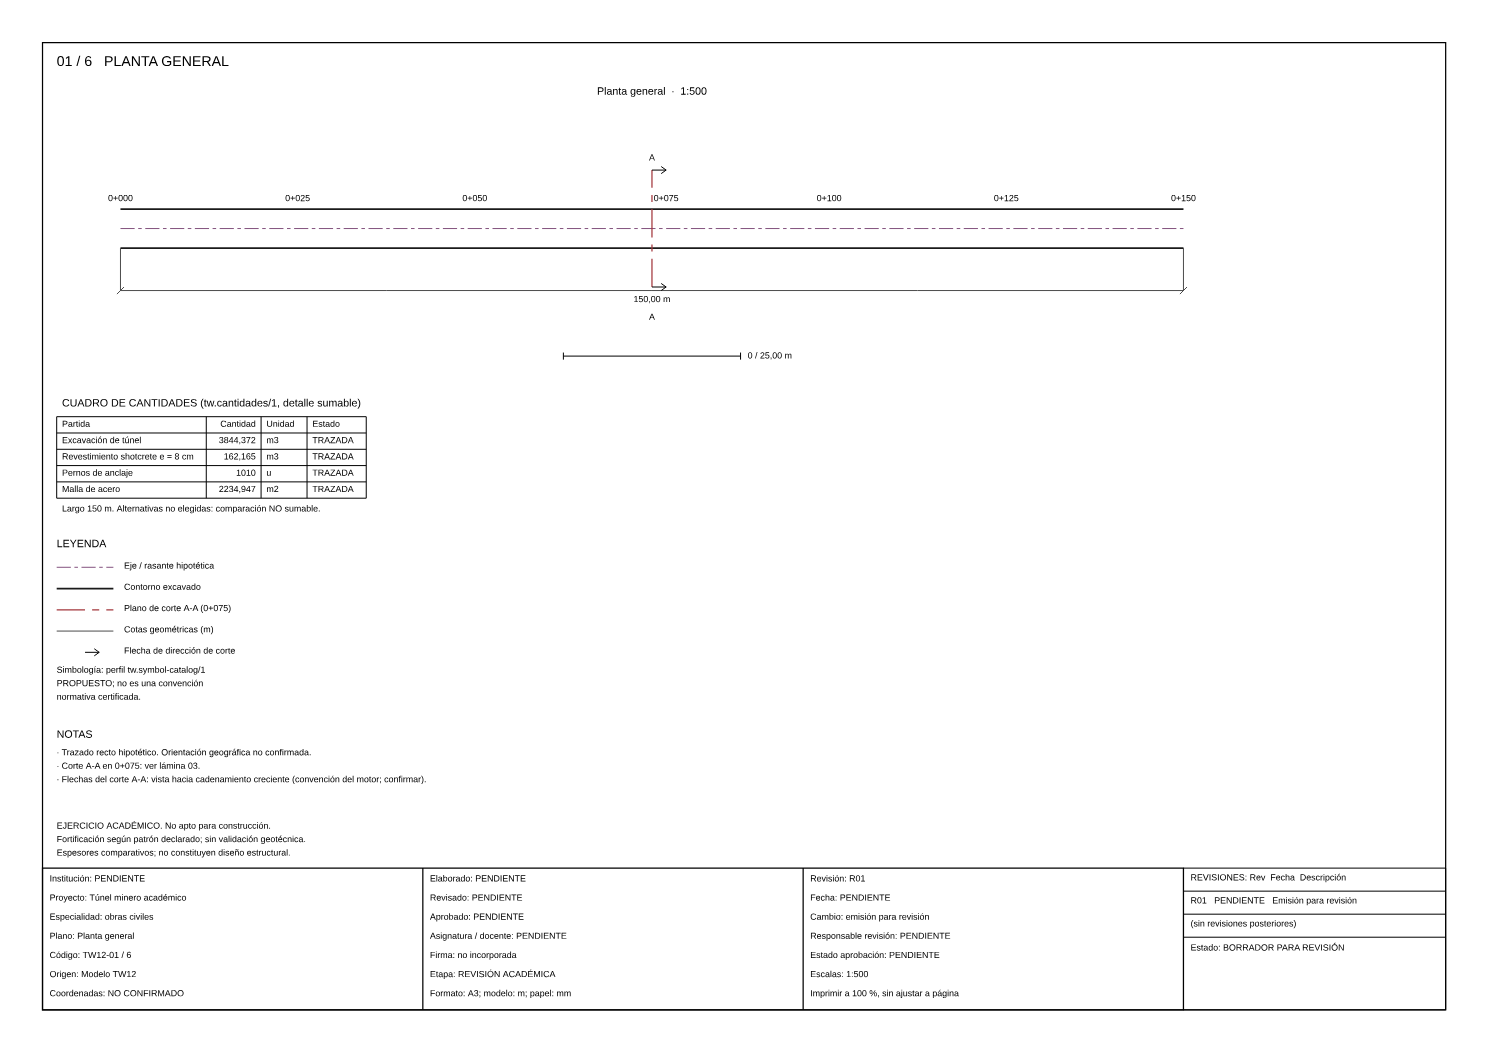 01 / 6   PLANTA GENERAL
Planta general  ·  1:500
A
0+000 0+025 0+050 0+075 0+100 0+125 0+150
150,00 m
A
0 / 25,00 m
CUADRO DE CANTIDADES (tw.cantidades/1, detalle sumable)
Partida Cantidad Unidad Estado
Excavación de túnel 3844,372 m3 TRAZADA
Revestimiento shotcrete e = 8 cm 162,165 m3 TRAZADA
Pernos de anclaje 1010 u TRAZADA
Malla de acero 2234,947 m2 TRAZADA
Largo 150 m. Alternativas no elegidas: comparación NO sumable.
LEYENDA
Eje / rasante hipotética
Contorno excavado
Plano de corte A-A (0+075)
Cotas geométricas (m)
Flecha de dirección de corte
Simbología: perfil tw.symbol-catalog/1
PROPUESTO; no es una convención
normativa certificada.
NOTAS
· Trazado recto hipotético. Orientación geográfica no confirmada.
· Corte A-A en 0+075: ver lámina 03.
· Flechas del corte A-A: vista hacia cadenamiento creciente (convención del motor; confirmar).
EJERCICIO ACADÉMICO. No apto para construcción.
Fortificación según patrón declarado; sin validación geotécnica.
Espesores comparativos; no constituyen diseño estructural.
Institución: PENDIENTE
Proyecto: Túnel minero académico
Especialidad: obras civiles
Plano: Planta general
Código: TW12-01 / 6
Origen: Modelo TW12
Coordenadas: NO CONFIRMADO
Elaborado: PENDIENTE
Revisado: PENDIENTE
Aprobado: PENDIENTE
Asignatura / docente: PENDIENTE
Firma: no incorporada
Etapa: REVISIÓN ACADÉMICA
Formato: A3; modelo: m; papel: mm
Revisión: R01
Fecha: PENDIENTE
Cambio: emisión para revisión
Responsable revisión: PENDIENTE
Estado aprobación: PENDIENTE
Escalas: 1:500
Imprimir a 100 %, sin ajustar a página
REVISIONES: Rev  Fecha  Descripción
R01   PENDIENTE   Emisión para revisión
(sin revisiones posteriores)
Estado: BORRADOR PARA REVISIÓN